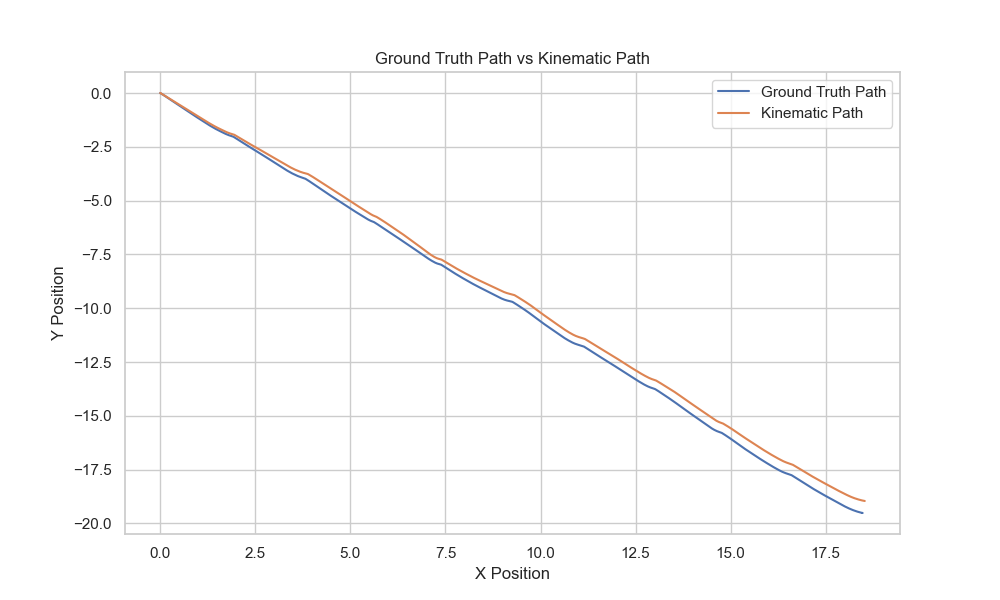 Ground Truth Path vs Kinematic Path
Ground Truth Path
Kinematic Path
Y Position
0.0
−2.5
−5.0
−7.5
−10.0
−12.5
−15.0
−17.5
−20.0
0.0 2.5 5.0 7.5 10.0 12.5 15.0 17.5
X Position